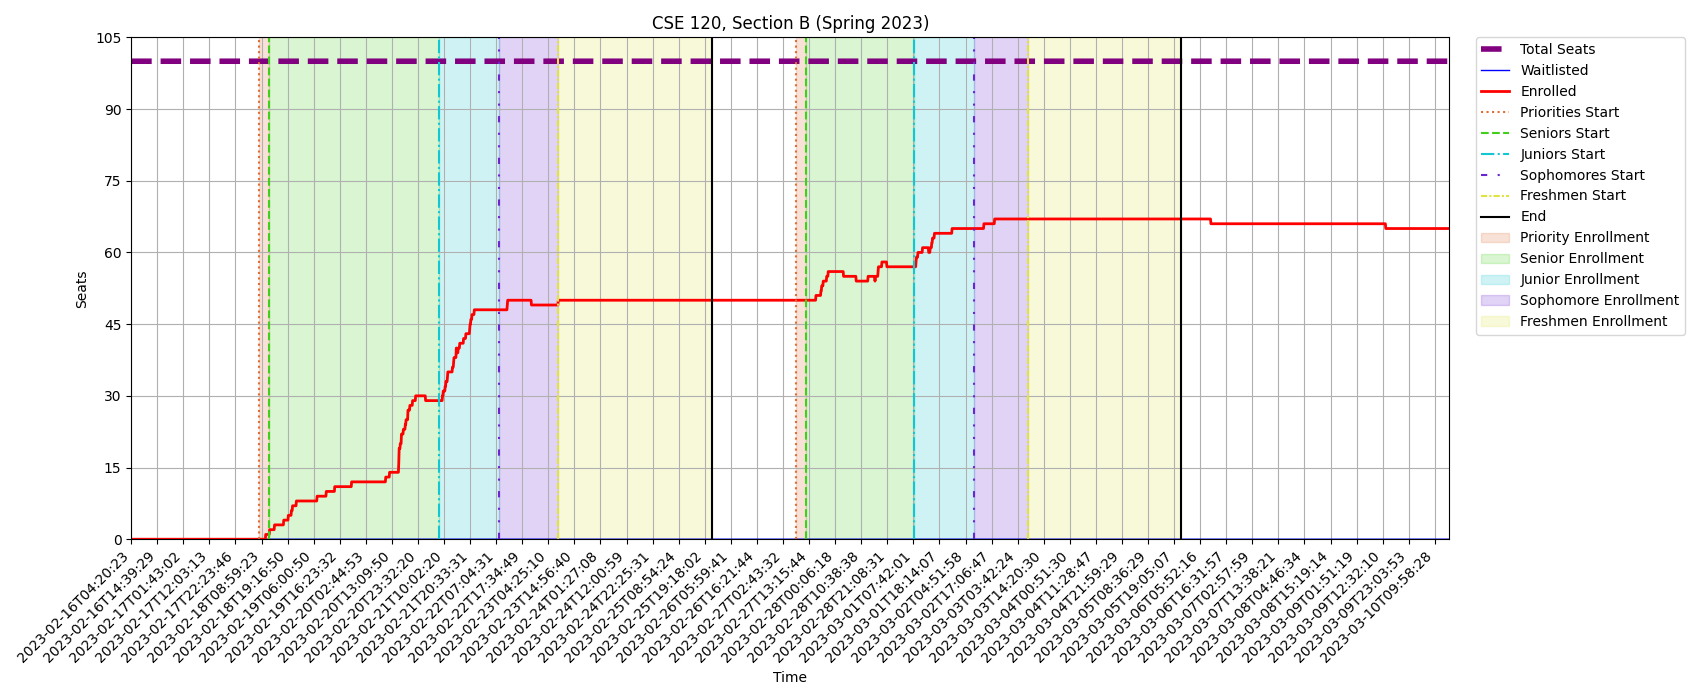 CSE 120, Section B (Spring 2023)
105
90
75
60
45
30
15
0
Seats
2023-02-16T04:20:23
2023-02-16T14:39:29
2023-02-17T01:43:02
2023-02-17T12:03:13
2023-02-17T22:23:46
2023-02-18T08:59:23
2023-02-18T19:16:50
2023-02-19T06:00:50
2023-02-19T16:23:32
2023-02-20T02:44:53
2023-02-20T13:09:50
2023-02-20T23:32:20
2023-02-21T10:02:20
2023-02-21T20:33:31
2023-02-22T07:04:31
2023-02-22T17:34:49
2023-02-23T04:25:10
2023-02-23T14:56:40
2023-02-24T01:27:08
2023-02-24T12:00:59
2023-02-24T22:25:31
2023-02-25T08:54:24
2023-02-25T19:18:02
2023-02-26T05:59:41
2023-02-26T16:21:44
2023-02-27T02:43:32
2023-02-27T13:15:44
2023-02-28T00:06:18
2023-02-28T10:38:38
2023-02-28T21:08:31
2023-03-01T07:42:01
2023-03-01T18:14:07
2023-03-02T04:51:58
2023-03-02T17:06:47
2023-03-03T03:42:24
2023-03-03T14:20:30
2023-03-04T00:51:30
2023-03-04T11:28:47
2023-03-04T21:59:29
2023-03-05T08:36:29
2023-03-05T19:05:07
2023-03-06T05:52:16
2023-03-06T16:31:57
2023-03-07T02:57:59
2023-03-07T13:38:21
2023-03-08T04:46:34
2023-03-08T15:19:14
2023-03-09T01:51:19
2023-03-09T12:32:10
2023-03-09T23:03:53
2023-03-10T09:58:28
Time
Total Seats
Waitlisted
Enrolled
Priorities Start
Seniors Start
Juniors Start
Sophomores Start
Freshmen Start
End
Priority Enrollment
Senior Enrollment
Junior Enrollment
Sophomore Enrollment
Freshmen Enrollment